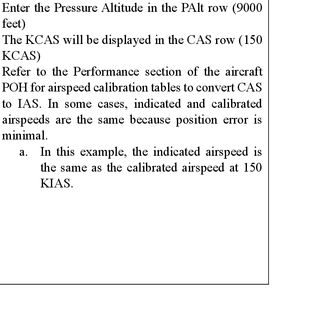 Enter the Pressure Altitude in the PAlt row (9000
feet)
The KCAS will be displayed in the CAS row (150
KCAS)
Refer to the Performance section of the aircraft
POH for airspeed calibration tables to convert CAS
to IAS. In some cases, indicated and calibrated
airspeeds are the same because position error is
minimal.
a. In this example, the indicated airspeed is
the same as the calibrated airspeed at 150
KIAS.